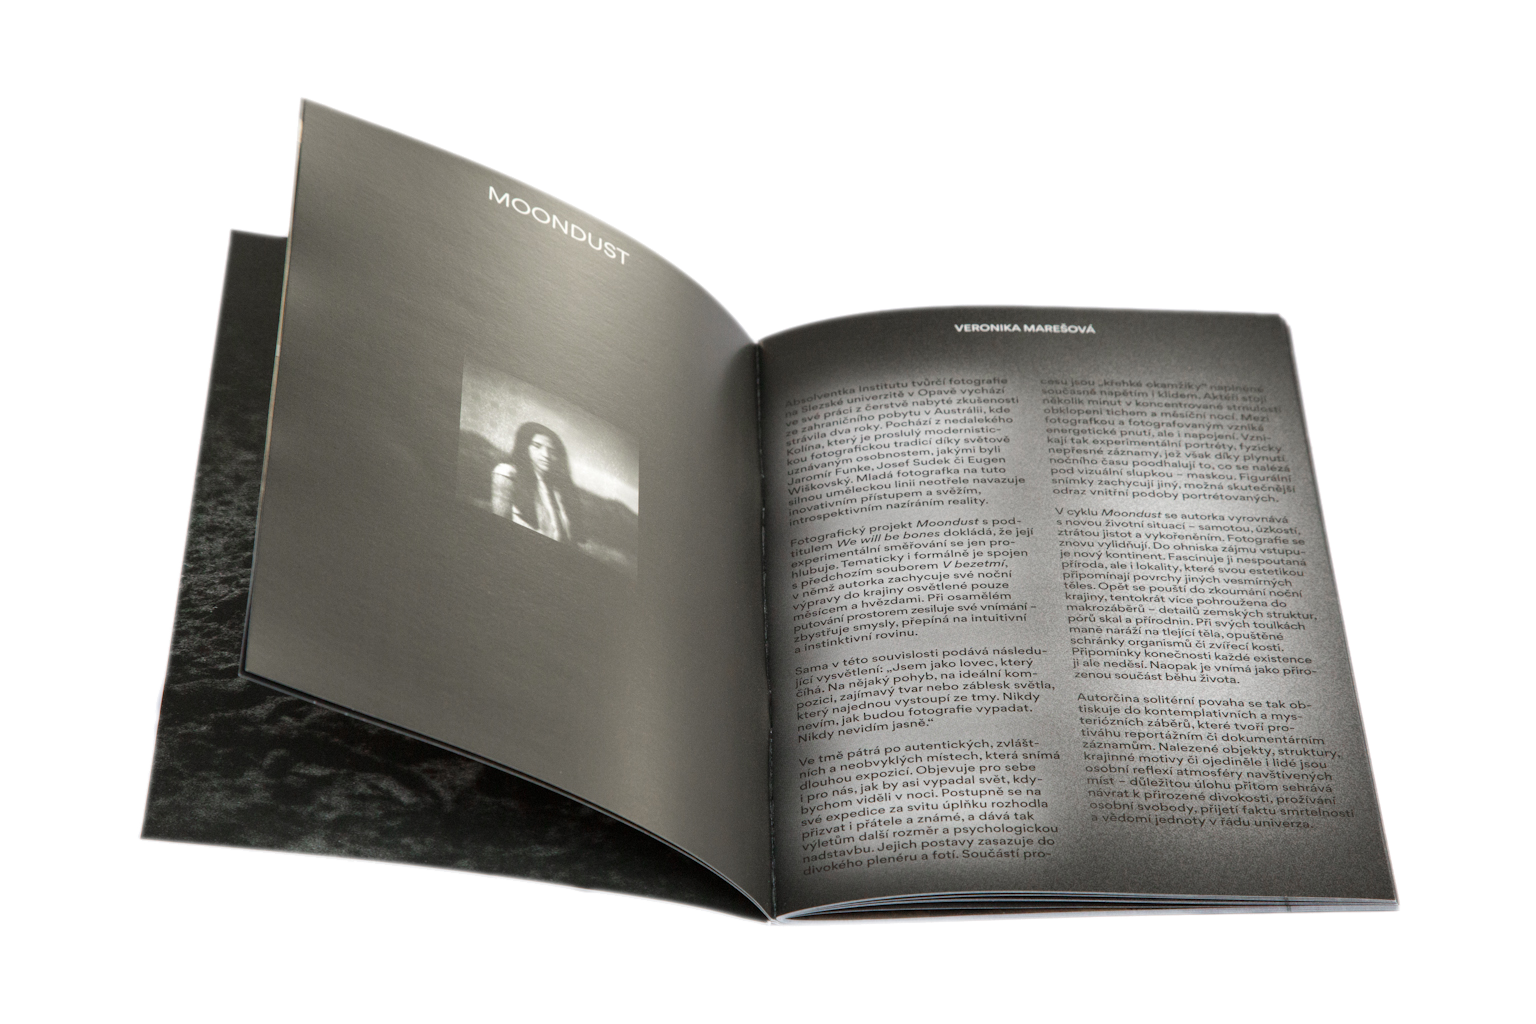 MOONDUST
VERONIKA MAREŠOVÁ
Absolventka Institutu tvůrčí fotografie
na Slezské univerzitě v Opavě vychází
ve své práci z čerstvě nabyté zkušenosti
ze zahraničního pobytu v Austrálii, kde
strávila dva roky. Pochází z nedalekého
Kolína, který je proslulý modernistic-
kou fotografickou tradicí díky světově
uznávaným osobnostem, jakými byli
Jaromír Funke, Josef Sudek či Eugen
Wiškovský. Mladá fotografka na tuto
silnou uměleckou linii neotřele navazuje
inovativním přístupem a svěžím,
introspektivním nazíráním reality.
Fotografický projekt Moondust s pod-
titulem We will be bones dokládá, že její
experimentální směřování se jen pro-
hlubuje. Tematicky i formálně je spojen
s předchozím souborem V bezetmí,
v němž autorka zachycuje své noční
výpravy do krajiny osvětlené pouze
měsícem a hvězdami. Při osamělém
putování prostorem zesiluje své vnímání –
zbystřuje smysly, přepíná na intuitivní
a instinktivní rovinu.
Sama v této souvislosti podává následu-
jící vysvětlení: „Jsem jako lovec, který
číhá. Na nějaký pohyb, na ideální kom-
pozici, zajímavý tvar nebo záblesk světla,
který najednou vystoupí ze tmy. Nikdy
nevím, jak budou fotografie vypadat.
Nikdy nevidím jasně.“
Ve tmě pátrá po autentických, zvlášt-
ních a neobvyklých místech, která snímá
dlouhou expozicí. Objevuje pro sebe
i pro nás, jak by asi vypadal svět, kdy-
bychom viděli v noci. Postupně se na
své expedice za svitu úplňku rozhodla
přizvat i přátele a známé, a dává tak
výletům další rozměr a psychologickou
nadstavbu. Jejich postavy zasazuje do
divokého plenéru a fotí. Součástí pro-
cesu jsou „křehké okamžiky“ naplněné
současně napětím i klidem. Aktéři stojí
několik minut v koncentrované strnulosti
obklopeni tichem a měsíční nocí. Mezi
fotografkou a fotografovaným vzniká
energetické pnutí, ale i napojení. Vzni-
kají tak experimentální portréty, fyzicky
nepřesné záznamy, jež však díky plynutí
nočního času poodhalují to, co se nalézá
pod vizuální slupkou – maskou. Figurální
snímky zachycují jiný, možná skutečnější
odraz vnitřní podoby portrétovaných.
V cyklu Moondust se autorka vyrovnává
s novou životní situací – samotou, úzkostí,
ztrátou jistot a vykořeněním. Fotografie se
znovu vylidňují. Do ohniska zájmu vstupu-
je nový kontinent. Fascinuje ji nespoutaná
příroda, ale i lokality, které svou estetikou
připomínají povrchy jiných vesmírných
těles. Opět se pouští do zkoumání noční
krajiny, tentokrát více pohroužena do
makrozáběrů – detailů zemských struktur,
pórů skal a přírodnin. Při svých toulkách
maně naráží na tlející těla, opuštěné
schránky organismů či zvířecí kosti.
Připomínky konečnosti každé existence
ji ale neděsí. Naopak je vnímá jako přiro-
zenou součást běhu života.
Autorčina solitérní povaha se tak ob-
tiskuje do kontemplativních a mys-
teriózních záběrů, které tvoří pro-
tiváhu reportážním či dokumentárním
záznamům. Nalezené objekty, struktury,
krajinné motivy či ojediněle i lidé jsou
osobní reflexí atmosféry navštívených
míst – důležitou úlohu přitom sehrává
návrat k přirozené divokosti, prožívání
osobní svobody, přijetí faktu smrtelnosti
a vědomí jednoty v řádu univerza.